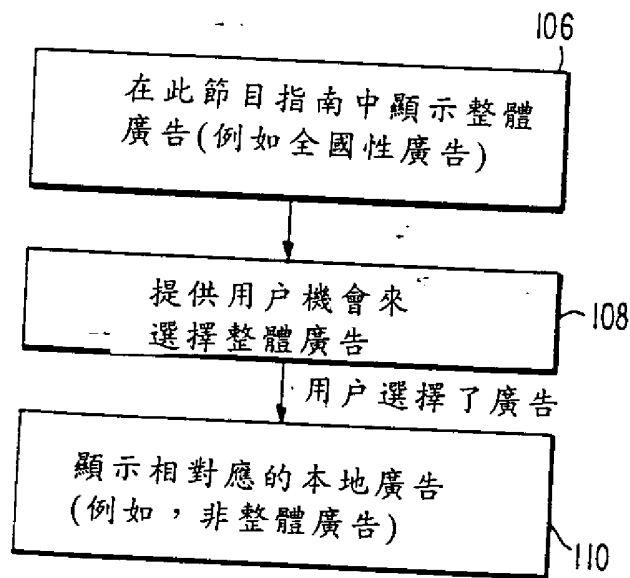 106
在此節目指南中顯示整體
廣告(例如全國性廣告)
提供用户機會來
選擇整體廣告
108
用户選擇了廣告
顯示相對應的本地廣告
(例如，非整體廣告)
110